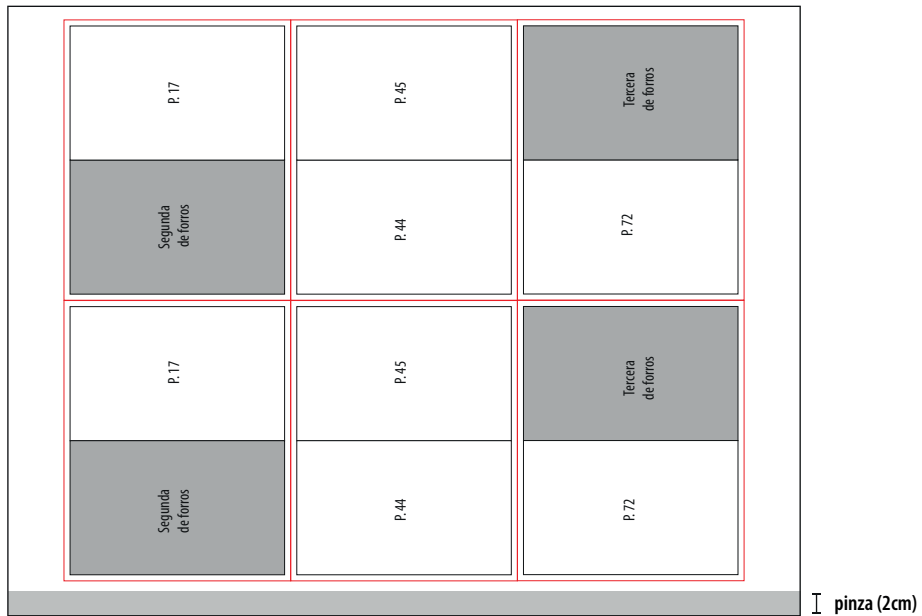 P. 17
P. 45
Tercera
de forros
Segunda
de forros
P. 44
P. 72
P. 17
P. 45
Tercera
de forros
Segunda
de forros
P. 44
P. 72
pinza (2cm)